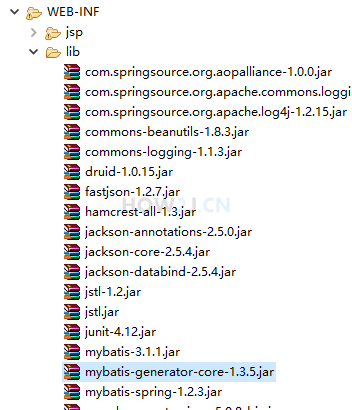 WEB-INF
jsp
lib
com.springsource.org.aopalliance-1.0.0.jar
com.springsource.org.apache.commons.loggi
com.springsource.org.apache.log4j-1.2.15.jar
commons-beanutils-1.8.3.jar
commons-logging-1.1.3.jar
druid-1.0.15.jar
fastjson-1.2.7.jar
HOW2J.CN
hamcrest-all-1.3.jar
jackson-annotations-2.5.0.jar
jackson-core-2.5.4.jar
jackson-databind-2.5.4.jar
jstl-1.2.jar
jstl.jar
junit-4.12.jar
mybatis-3.1.1.jar
mybatis-generator-core-1.3.5.jar
mybatis-spring-1.2.3.jar